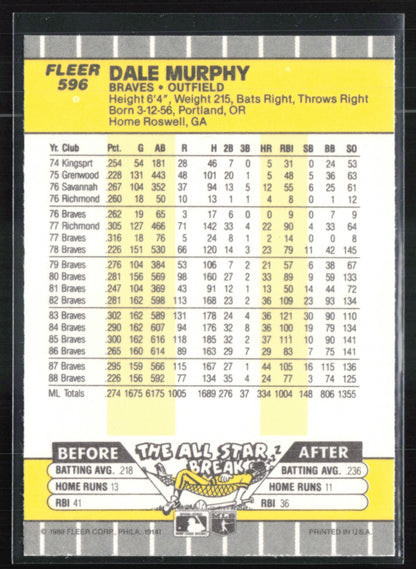 FLEER DALE MURPHY
596 BRAVES • OUTFIELD
Height 6'4", Weight 215, Bats Right, Throws Right
Born 3-12-56, Portland, OR
Home Roswell, GA
Yr. Club Pct. G AB R H 2B 3B HR RBI SB BB SO
74 Kingsprt .254 54 181 28 46 7 0 5 31 0 24 53
75 Grenwood .228 131 443 48 101 20 1 5 48 5 36 63
76 Savannah .267 104 352 37 94 13 5 12 55 6 25 61
76 Richmond .260 18 50 10 13 1 1 4 8 0 1 12
76 Braves .262 19 65 3 17 6 0 0 9 0 7 9
77 Richmond .305 127 466 71 142 33 4 22 90 4 33 64
77 Braves .316 18 76 5 24 8 1 2 14 0 0 8
78 Braves .226 151 530 66 120 14 3 23 79 11 42 145
79 Braves .276 104 384 53 106 7 2 21 57 6 38 67
80 Braves .281 156 569 98 160 27 2 33 89 9 59 133
81 Braves .247 104 369 43 91 12 1 13 50 14 44 72
82 Braves .281 162 598 113 168 23 2 36 109 23 93 134
83 Braves .302 162 589 131 178 24 4 36 121 30 90 110
84 Braves .290 162 607 94 176 32 8 36 100 19 79 134
85 Braves .300 162 616 118 185 32 2 37 111 10 90 141
86 Braves .265 160 614 89 163 29 7 29 83 7 75 141
87 Braves .295 159 566 115 167 27 1 44 105 16 115 136
88 Braves .226 156 592 77 134 35 4 24 77 3 74 125
ML Totals .274 1675 6175 1005 1689 276 37 334 1004 148 806 1355
BEFORE THE ALL STAR BREAK AFTER
BATTING AVG. .218 BATTING AVG. .236
HOME RUNS 13 HOME RUNS 11
RBI 41 RBI 36
© 1988 FLEER CORP., PHILA. 19141 PRINTED IN U.S.A.